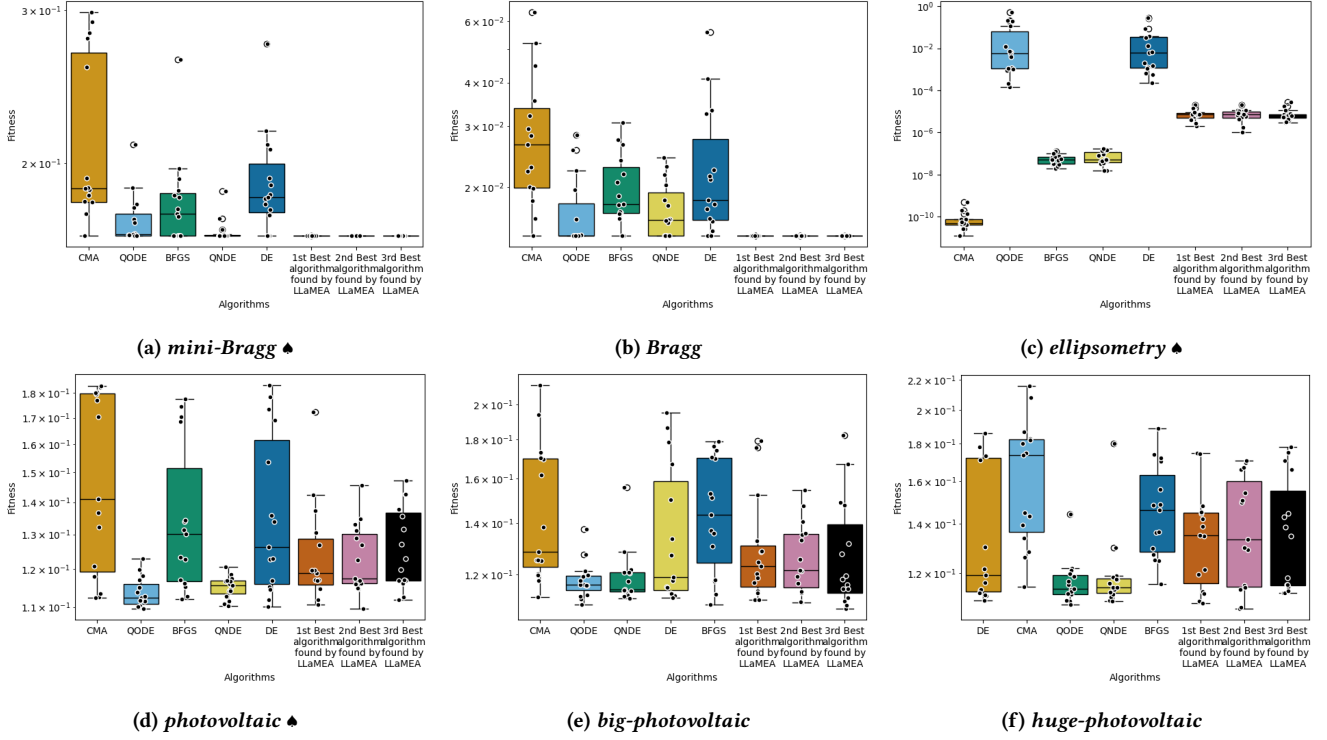 3 × 10⁻¹
2 × 10⁻¹
Fitness
CMA QODE BFGS QNDE DE 1st Best algorithm found by LLaMEA 2nd Best algorithm found by LLaMEA 3rd Best algorithm found by LLaMEA
Algorithms
(a) mini-Bragg ♠
6 × 10⁻²
4 × 10⁻²
3 × 10⁻²
2 × 10⁻²
Fitness
CMA QODE BFGS QNDE DE 1st Best algorithm found by LLaMEA 2nd Best algorithm found by LLaMEA 3rd Best algorithm found by LLaMEA
Algorithms
(b) Bragg
10⁰
10⁻²
10⁻⁴
10⁻⁶
10⁻⁸
10⁻¹⁰
Fitness
CMA QODE BFGS QNDE DE 1st Best algorithm found by LLaMEA 2nd Best algorithm found by LLaMEA 3rd Best algorithm found by LLaMEA
Algorithms
(c) ellipsometry ♠
1.8 × 10⁻¹
1.7 × 10⁻¹
1.6 × 10⁻¹
1.5 × 10⁻¹
1.4 × 10⁻¹
1.3 × 10⁻¹
1.2 × 10⁻¹
1.1 × 10⁻¹
Fitness
CMA QODE BFGS QNDE DE 1st Best algorithm found by LLaMEA 2nd Best algorithm found by LLaMEA 3rd Best algorithm found by LLaMEA
Algorithms
(d) photovoltaic ♠
2 × 10⁻¹
1.8 × 10⁻¹
1.6 × 10⁻¹
1.4 × 10⁻¹
1.2 × 10⁻¹
Fitness
CMA QODE QNDE DE BFGS 1st Best algorithm found by LLaMEA 2nd Best algorithm found by LLaMEA 3rd Best algorithm found by LLaMEA
Algorithms
(e) big-photovoltaic
2.2 × 10⁻¹
2 × 10⁻¹
1.8 × 10⁻¹
1.6 × 10⁻¹
1.4 × 10⁻¹
1.2 × 10⁻¹
Fitness
DE CMA QODE QNDE BFGS 1st Best algorithm found by LLaMEA 2nd Best algorithm found by LLaMEA 3rd Best algorithm found by LLaMEA
Algorithms
(f) huge-photovoltaic